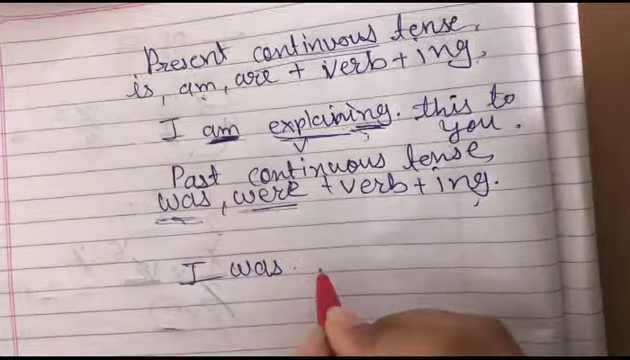 Present continuous tense.
is, am, are + verb + ing.
I am explaining. this to
you.
V
Past continuous tense,
was, were + verb + ing.
I was.